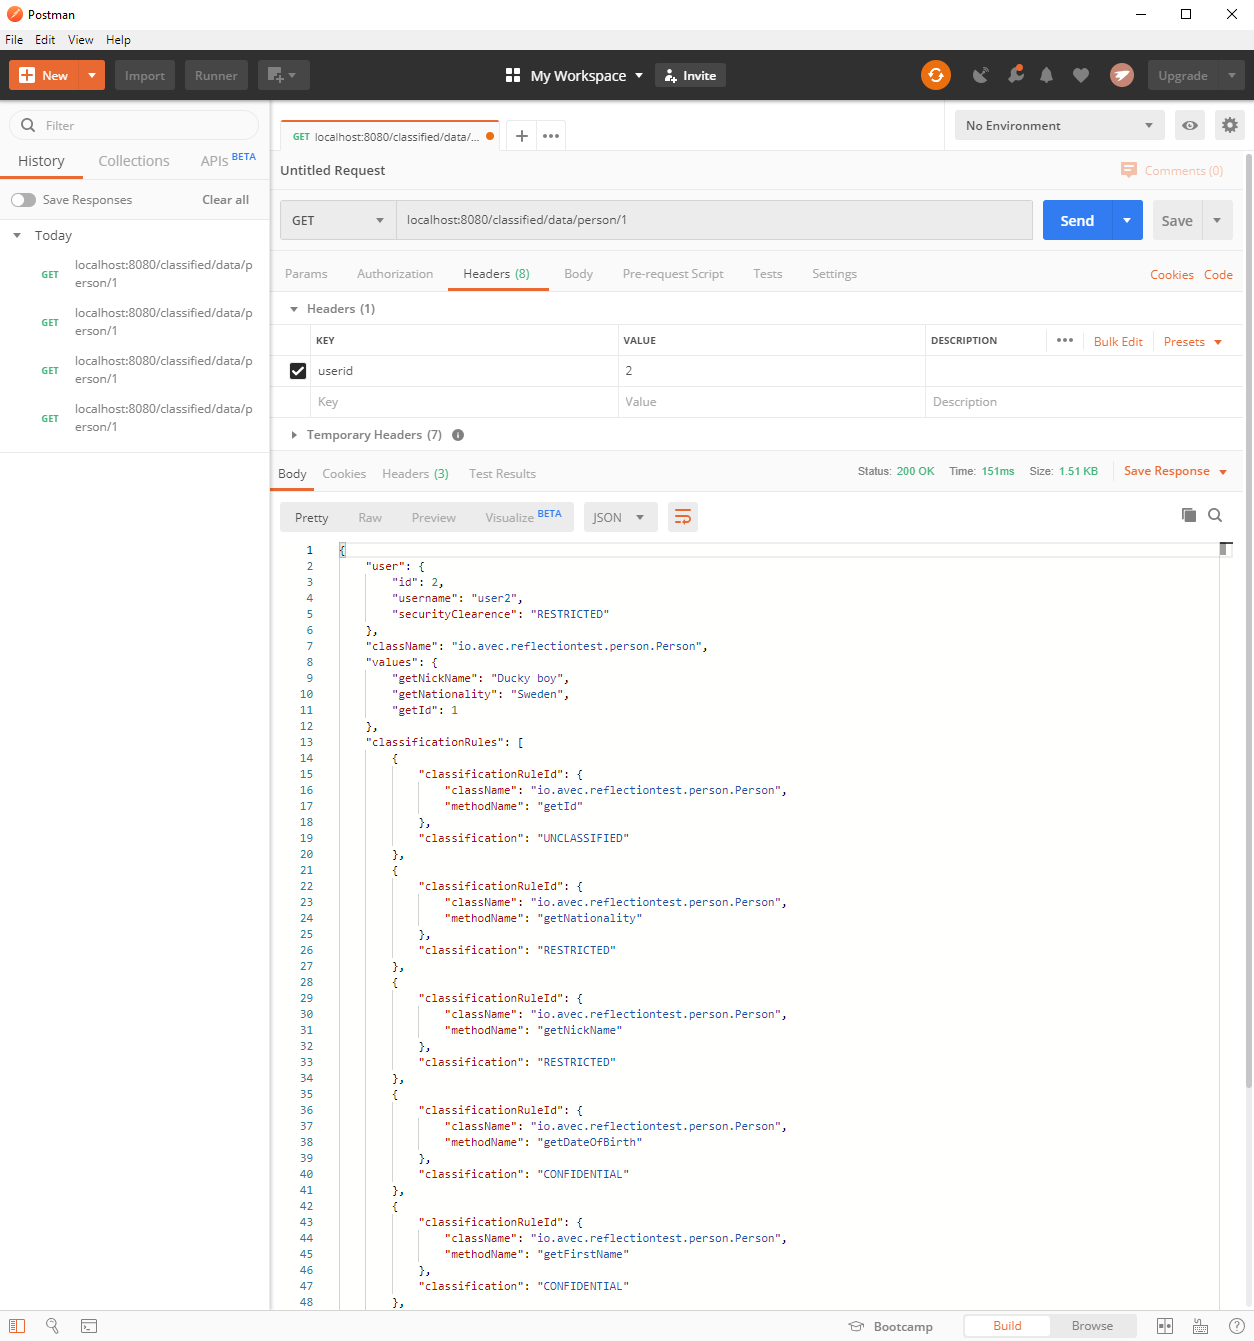 Postman
File Edit View Help
New Import Runner My Workspace Invite Upgrade
Filter
History Collections APIs BETA
Save Responses Clear all
Today
GET localhost:8080/classified/data/p
erson/1
GET localhost:8080/classified/data/p
erson/1
GET localhost:8080/classified/data/p
erson/1
GET localhost:8080/classified/data/p
erson/1
GET localhost:8080/classified/data/...
No Environment
Untitled Request Comments (0)
GET localhost:8080/classified/data/person/1 Send Save
Params Authorization Headers (8) Body Pre-request Script Tests Settings Cookies Code
Headers (1)
KEY VALUE DESCRIPTION ••• Bulk Edit Presets
userid 2
Key Value Description
Temporary Headers (7)
Body Cookies Headers (3) Test Results Status: 200 OK Time: 151ms Size: 1.51 KB Save Response
Pretty Raw Preview Visualize BETA JSON
1 {
2 "user": {
3 "id": 2,
4 "username": "user2",
5 "securityClearence": "RESTRICTED"
6 },
7 "className": "io.avec.reflectiontest.person.Person",
8 "values": {
9 "getNickName": "Ducky boy",
10 "getNationality": "Sweden",
11 "getId": 1
12 },
13 "classificationRules": [
14 {
15 "classificationRuleId": {
16 "className": "io.avec.reflectiontest.person.Person",
17 "methodName": "getId"
18 },
19 "classification": "UNCLASSIFIED"
20 },
21 {
22 "classificationRuleId": {
23 "className": "io.avec.reflectiontest.person.Person",
24 "methodName": "getNationality"
25 },
26 "classification": "RESTRICTED"
27 },
28 {
29 "classificationRuleId": {
30 "className": "io.avec.reflectiontest.person.Person",
31 "methodName": "getNickName"
32 },
33 "classification": "RESTRICTED"
34 },
35 {
36 "classificationRuleId": {
37 "className": "io.avec.reflectiontest.person.Person",
38 "methodName": "getDateOfBirth"
39 },
40 "classification": "CONFIDENTIAL"
41 },
42 {
43 "classificationRuleId": {
44 "className": "io.avec.reflectiontest.person.Person",
45 "methodName": "getFirstName"
46 },
47 "classification": "CONFIDENTIAL"
48 },
Bootcamp Build Browse